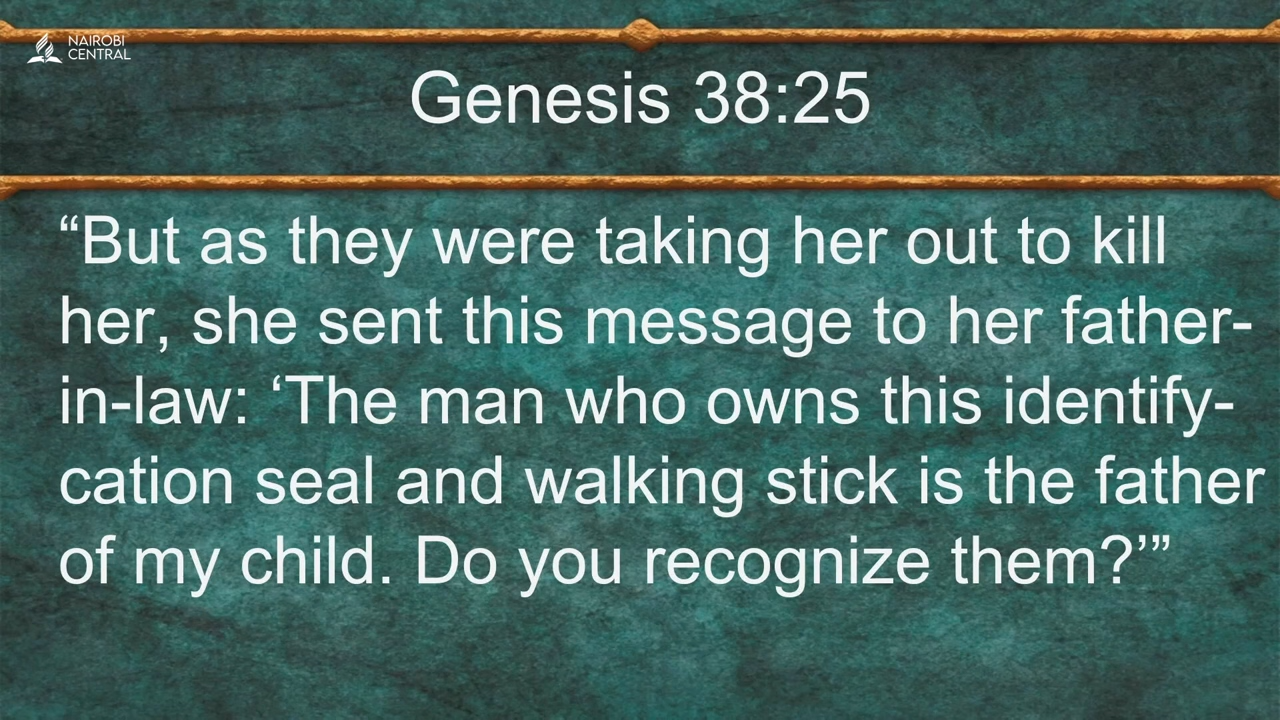 NAIROBI
CENTRAL
Genesis 38:25
“But as they were taking her out to kill
her, she sent this message to her father-
in-law: ‘The man who owns this identify-
cation seal and walking stick is the father
of my child. Do you recognize them?’”